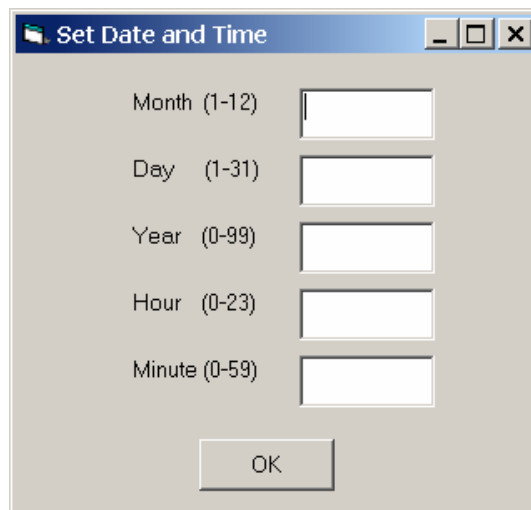 Set Date and Time
Month (1-12)
Day (1-31)
Year (0-99)
Hour (0-23)
Minute (0-59)
OK